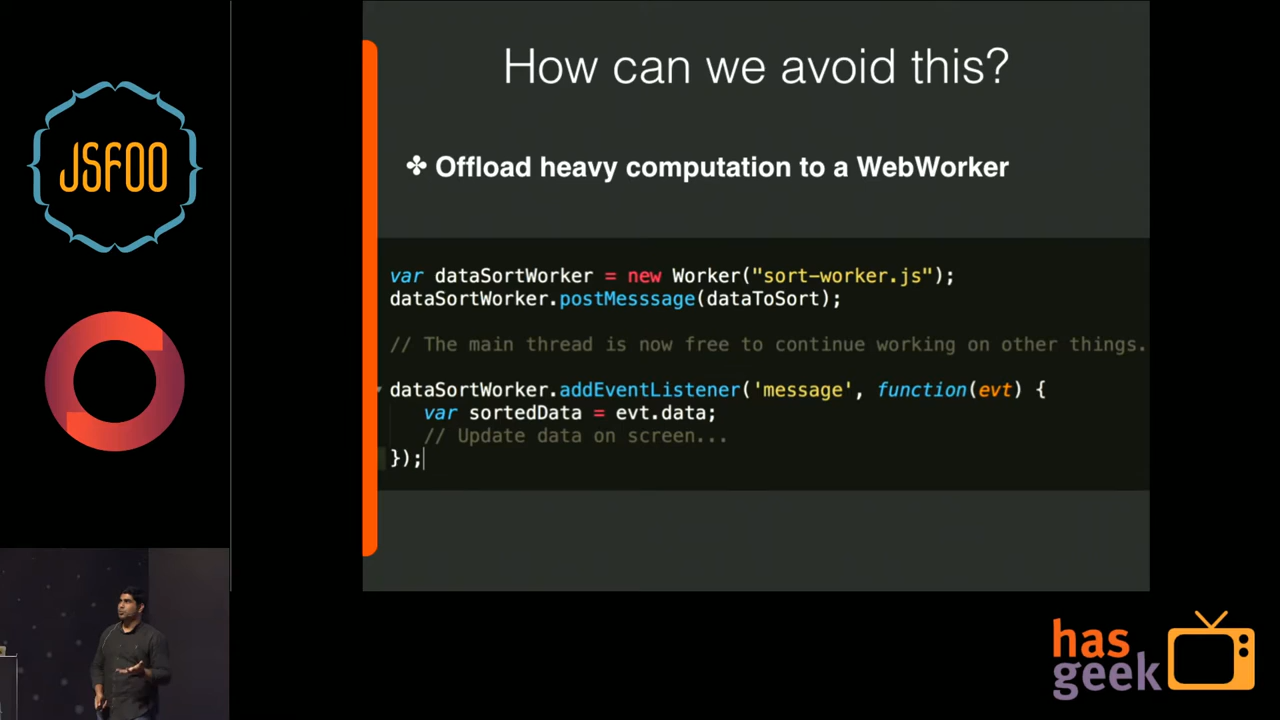 JSFOO
How can we avoid this?
✤ Offload heavy computation to a WebWorker
var dataSortWorker = new Worker("sort-worker.js");
dataSortWorker.postMesssage(dataToSort);
// The main thread is now free to continue working on other things.
dataSortWorker.addEventListener('message', function(evt) {
var sortedData = evt.data;
// Update data on screen...
});
has
geek